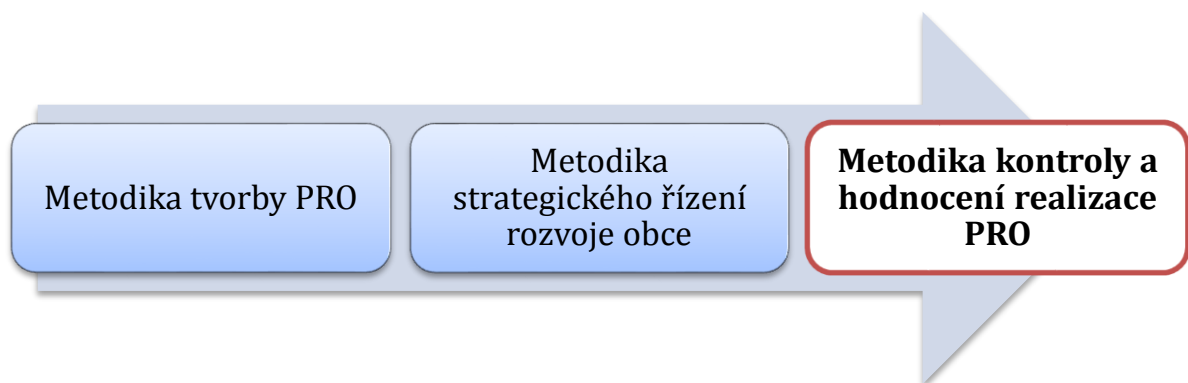 Metodika tvorby PRO
Metodika
strategického řízení
rozvoje obce
Metodika kontroly a
hodnocení realizace
PRO